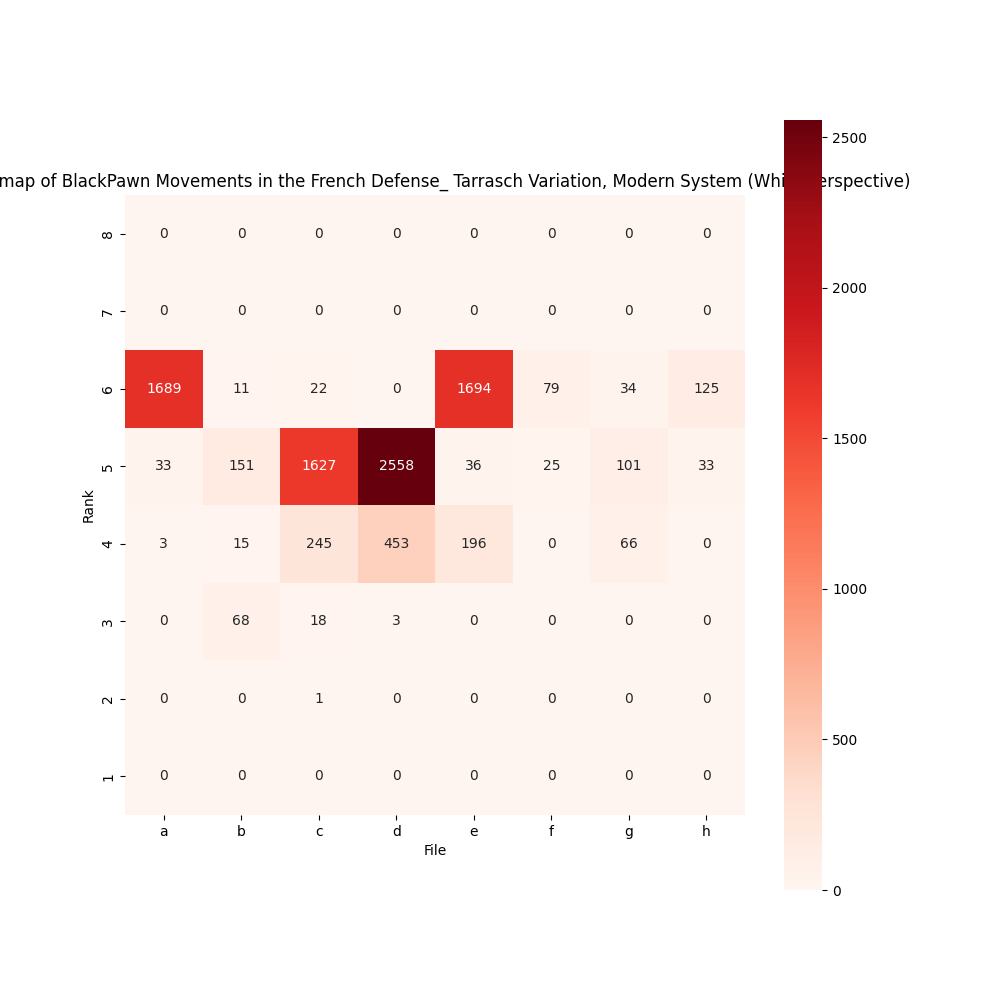 map of BlackPawn Movements in the French Defense_ Tarrasch Variation, Modern System (Whi erspective)
2500
2000
1500
1000
500
0
Rank
8 0 0 0 0 0 0 0 0
7 0 0 0 0 0 0 0 0
6 1689 11 22 0 1694 79 34 125
5 33 151 1627 2558 36 25 101 33
4 3 15 245 453 196 0 66 0
3 0 68 18 3 0 0 0 0
2 0 0 1 0 0 0 0 0
1 0 0 0 0 0 0 0 0
a b c d e f g h
File